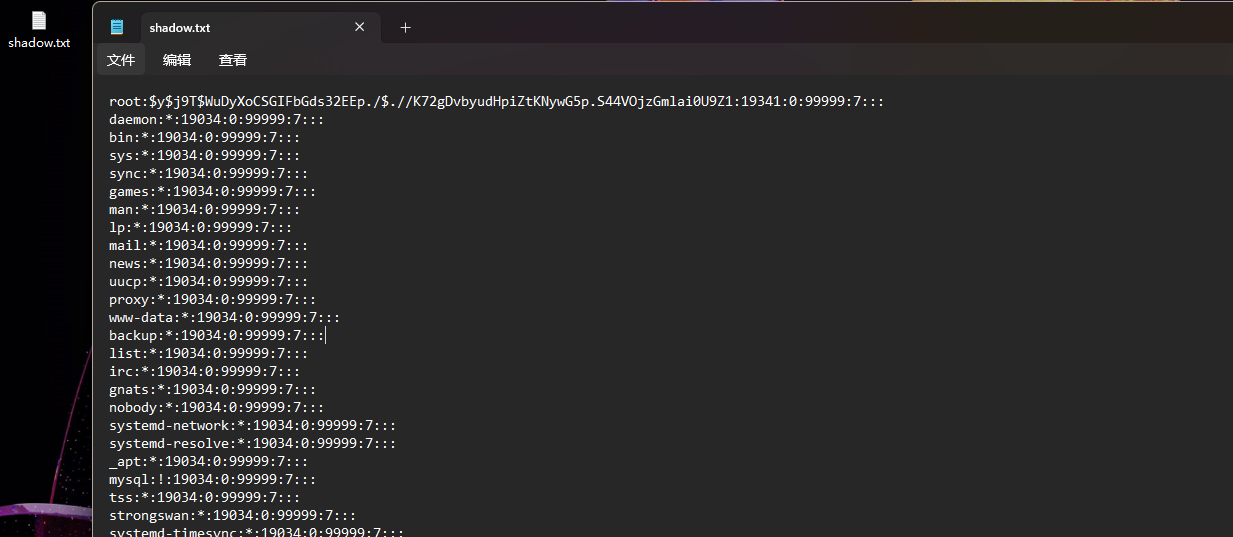 shadow.txt
shadow.txt
文件 编辑 查看
root:$y$j9T$WuDyXoCSGIFbGds32EEp./$.//K72gDvbyudHpiZtKNywG5p.S44VOjzGmlai0U9Z1:19341:0:99999:7:::
daemon:*:19034:0:99999:7:::
bin:*:19034:0:99999:7:::
sys:*:19034:0:99999:7:::
sync:*:19034:0:99999:7:::
games:*:19034:0:99999:7:::
man:*:19034:0:99999:7:::
lp:*:19034:0:99999:7:::
mail:*:19034:0:99999:7:::
news:*:19034:0:99999:7:::
uucp:*:19034:0:99999:7:::
proxy:*:19034:0:99999:7:::
www-data:*:19034:0:99999:7:::
backup:*:19034:0:99999:7:::
list:*:19034:0:99999:7:::
irc:*:19034:0:99999:7:::
gnats:*:19034:0:99999:7:::
nobody:*:19034:0:99999:7:::
systemd-network:*:19034:0:99999:7:::
systemd-resolve:*:19034:0:99999:7:::
_apt:*:19034:0:99999:7:::
mysql:!:19034:0:99999:7:::
tss:*:19034:0:99999:7:::
strongswan:*:19034:0:99999:7:::
systemd-timesync:*:19034:0:99999:7:::